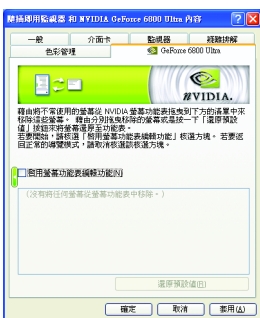 隨插即用監視器 和 NVIDIA GeForce 6800 Ultra 內容
一般
介面卡
監視器
疑難排解
色彩管理
GeForce 6800 Ultra
NVIDIA.
藉由將不常使用的螢幕從 NVIDIA 螢幕功能表拖曳到下方的清單中來
移除這些螢幕。 藉由分別拖曳移除的螢幕或是按一下「還原預設
值」按鈕來將螢幕還原至功能表。
若要開始,請核選「啟用螢幕功能表編輯功能」核選方塊。 若要返
回正常的導覽模式,請取消核選該核選方塊。
啟用螢幕功能表編輯功能(N)
(沒有將任何螢幕從螢幕功能表中移除。)
還原預設值(R)
確定
取消
套用(A)